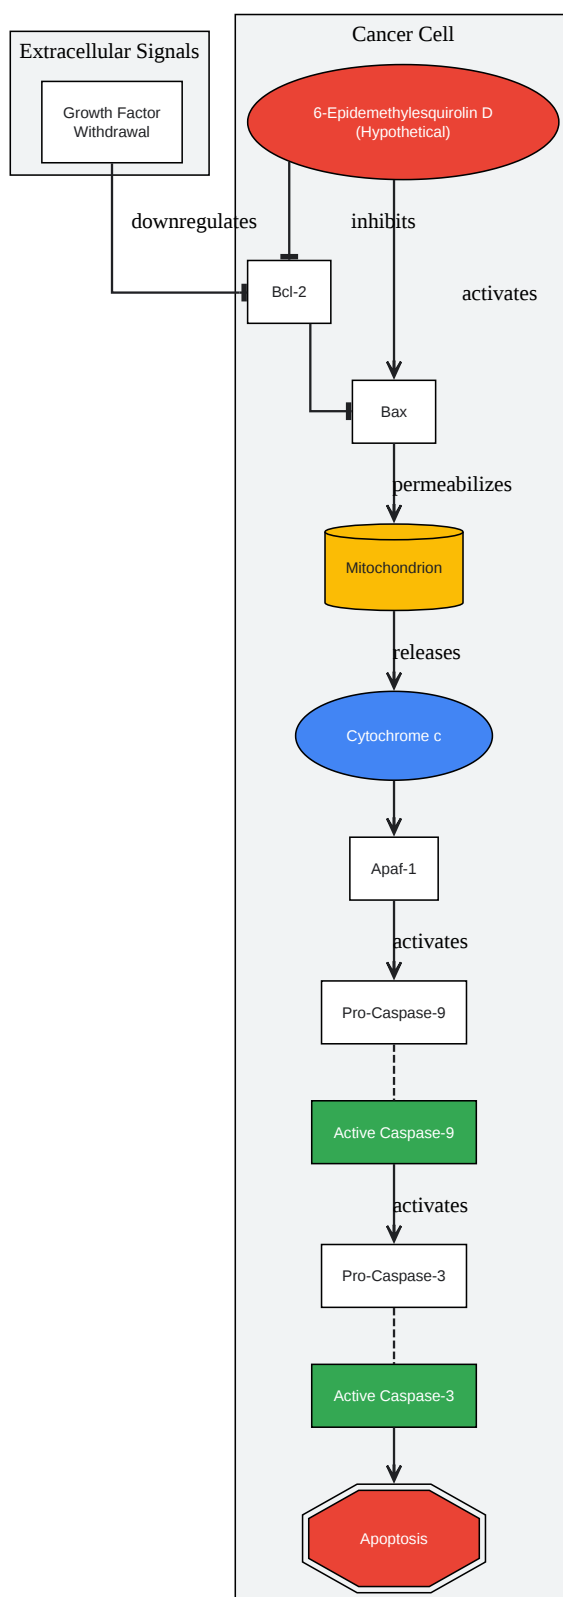 Extracellular Signals
Cancer Cell
Growth Factor
Withdrawal
6-Epidemethylesquirolin D
(Hypothetical)
downregulates
inhibits
Bcl-2
activates
Bax
permeabilizes
Mitochondrion
releases
Cytochrome c
Apaf-1
activates
Pro-Caspase-9
Active Caspase-9
activates
Pro-Caspase-3
Active Caspase-3
Apoptosis